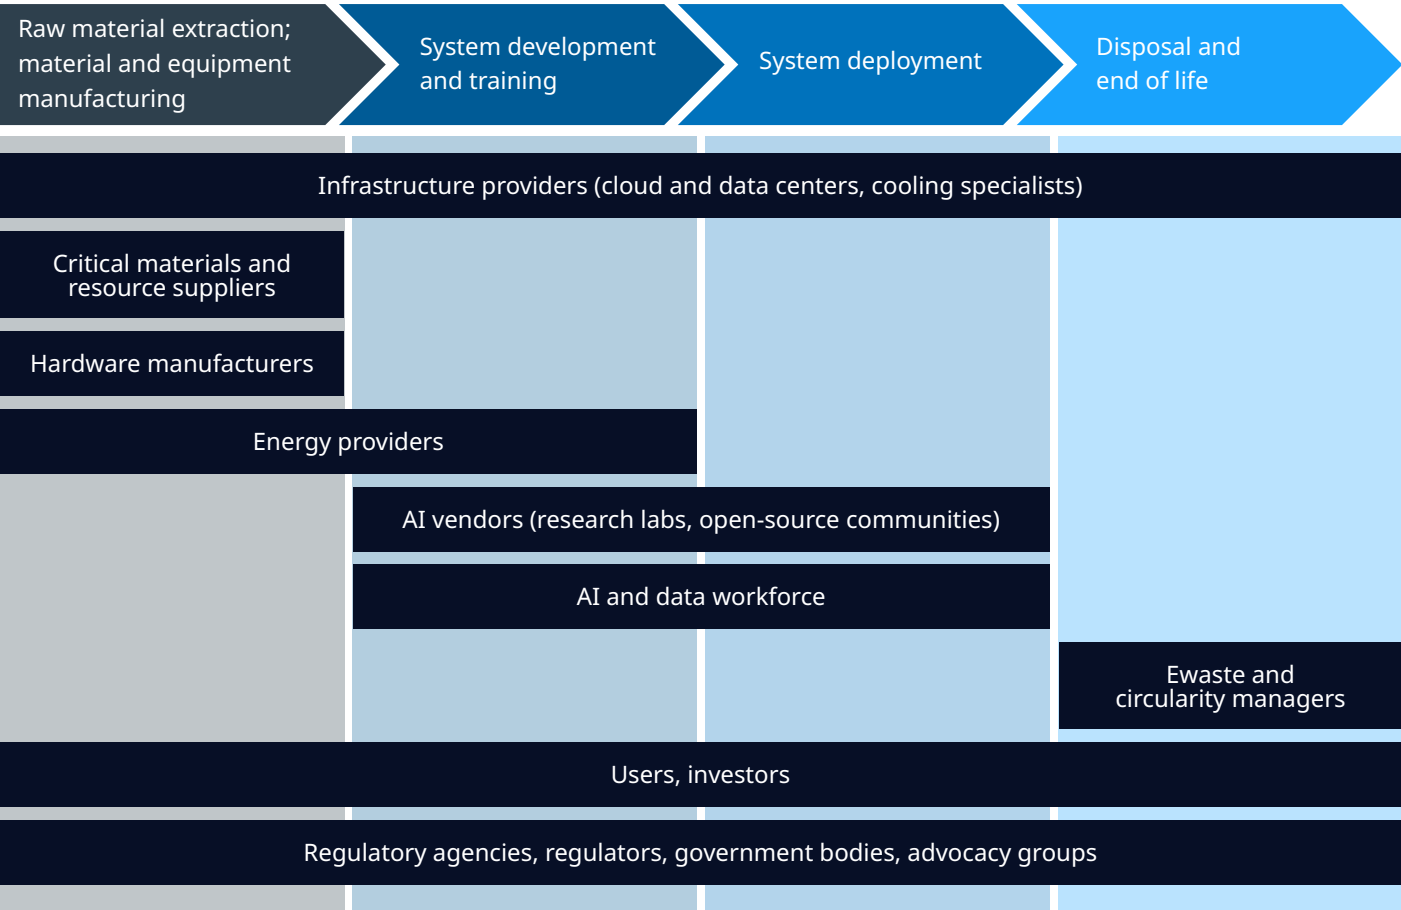 Raw material extraction;
material and equipment
manufacturing
System development
and training
System deployment
Disposal and
end of life
Infrastructure providers (cloud and data centers, cooling specialists)
Critical materials and
resource suppliers
Hardware manufacturers
Energy providers
AI vendors (research labs, open-source communities)
AI and data workforce
Ewaste and
circularity managers
Users, investors
Regulatory agencies, regulators, government bodies, advocacy groups